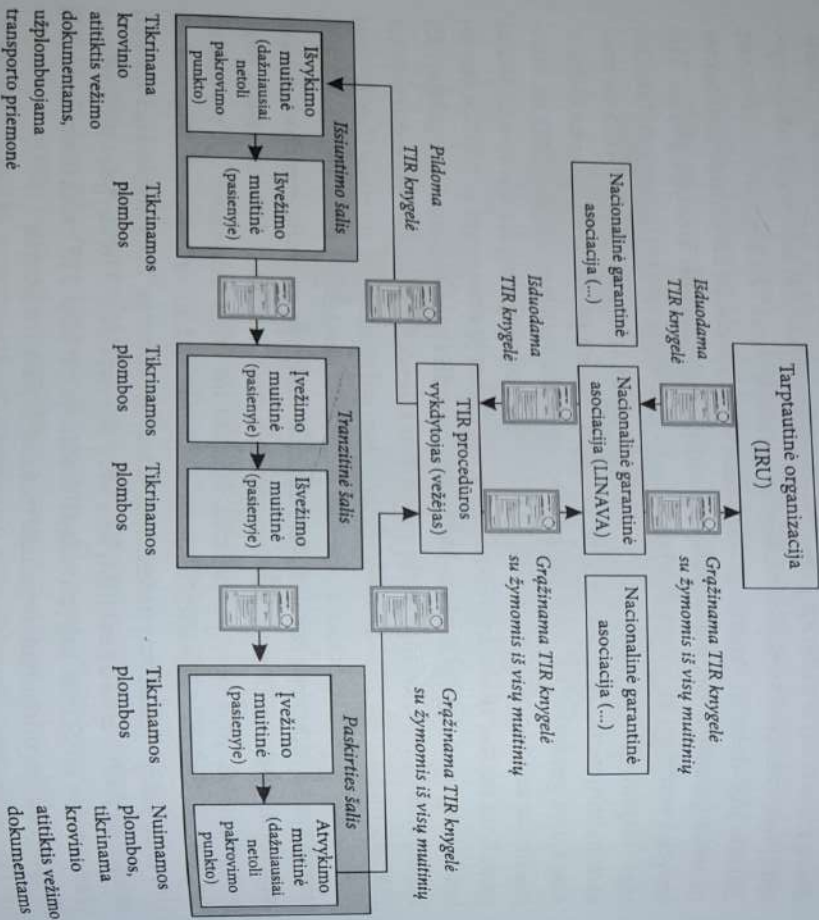 Tarptautinė organizacija
(IRU)
Išduodama
TIR knygelė
Grąžinama TIR knygelė
su žymomis iš visų muitinių
Nacionalinė garantinė
asociacija (...)
Nacionalinė garantinė
asociacija (LINAVA)
Nacionalinė garantinė
asociacija (...)
Išduodama
TIR knygelė
Grąžinama TIR knygelė
su žymomis iš visų muitinių
TIR procedūros
vykdytojas (vežėjas)
Pildoma
TIR knygelė
Grąžinama TIR knygelė
su žymomis iš visų muitinių
Išsiuntimo šalis
Išvykimo
muitinė
(dažniausiai
netoli
pakrovimo
punkto)
Išvežimo
muitinė
(pasienyje)
Tranzitinė šalis
Įvežimo
muitinė
(pasienyje)
Išvežimo
muitinė
(pasienyje)
Paskirties šalis
Įvežimo
muitinė
(pasienyje)
Atvykimo
muitinė
(dažniausiai
netoli
pakrovimo
punkto)
Tikrinama
krovinio
atitiktis vežimo
dokumentams,
užplombuojama
transporto priemonė
Tikrinamos
plombos
Tikrinamos
plombos
Tikrinamos
plombos
Tikrinamos
plombos
Nuimamos
plombos,
tikrinama
krovinio
atitiktis vežimo
dokumentams